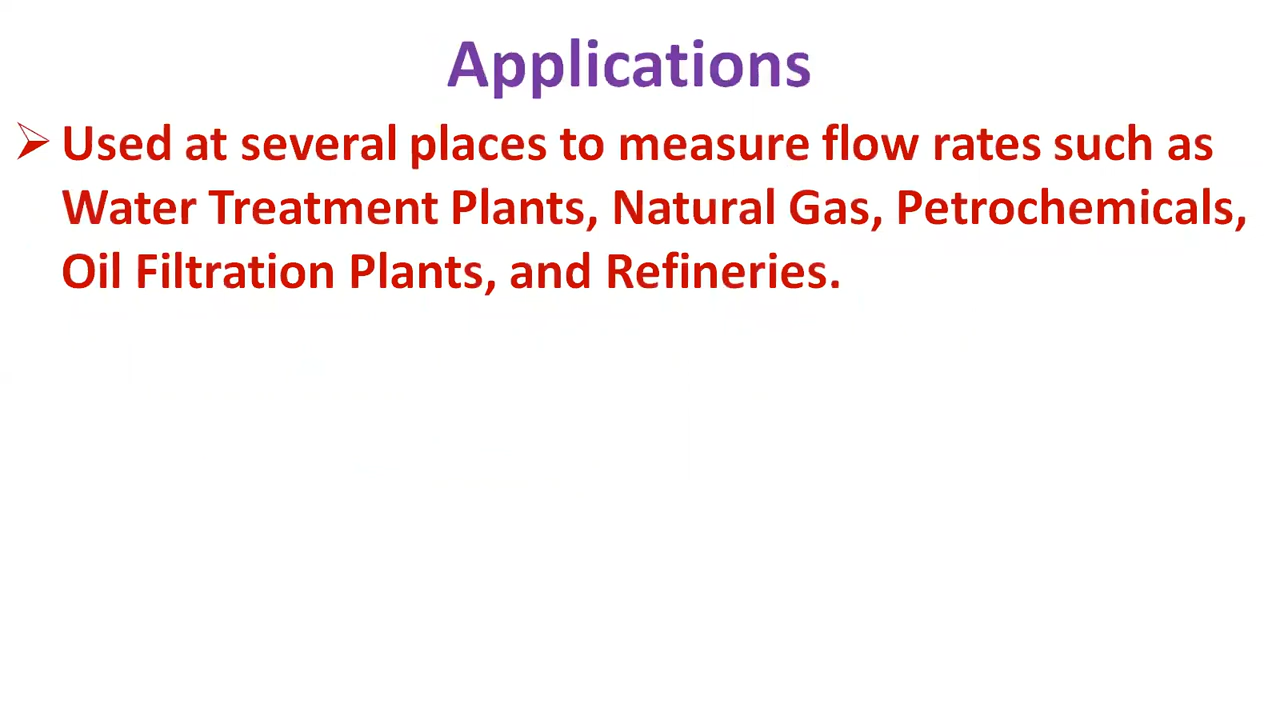 Applications
➢ Used at several places to measure flow rates such as
Water Treatment Plants, Natural Gas, Petrochemicals,
Oil Filtration Plants, and Refineries.